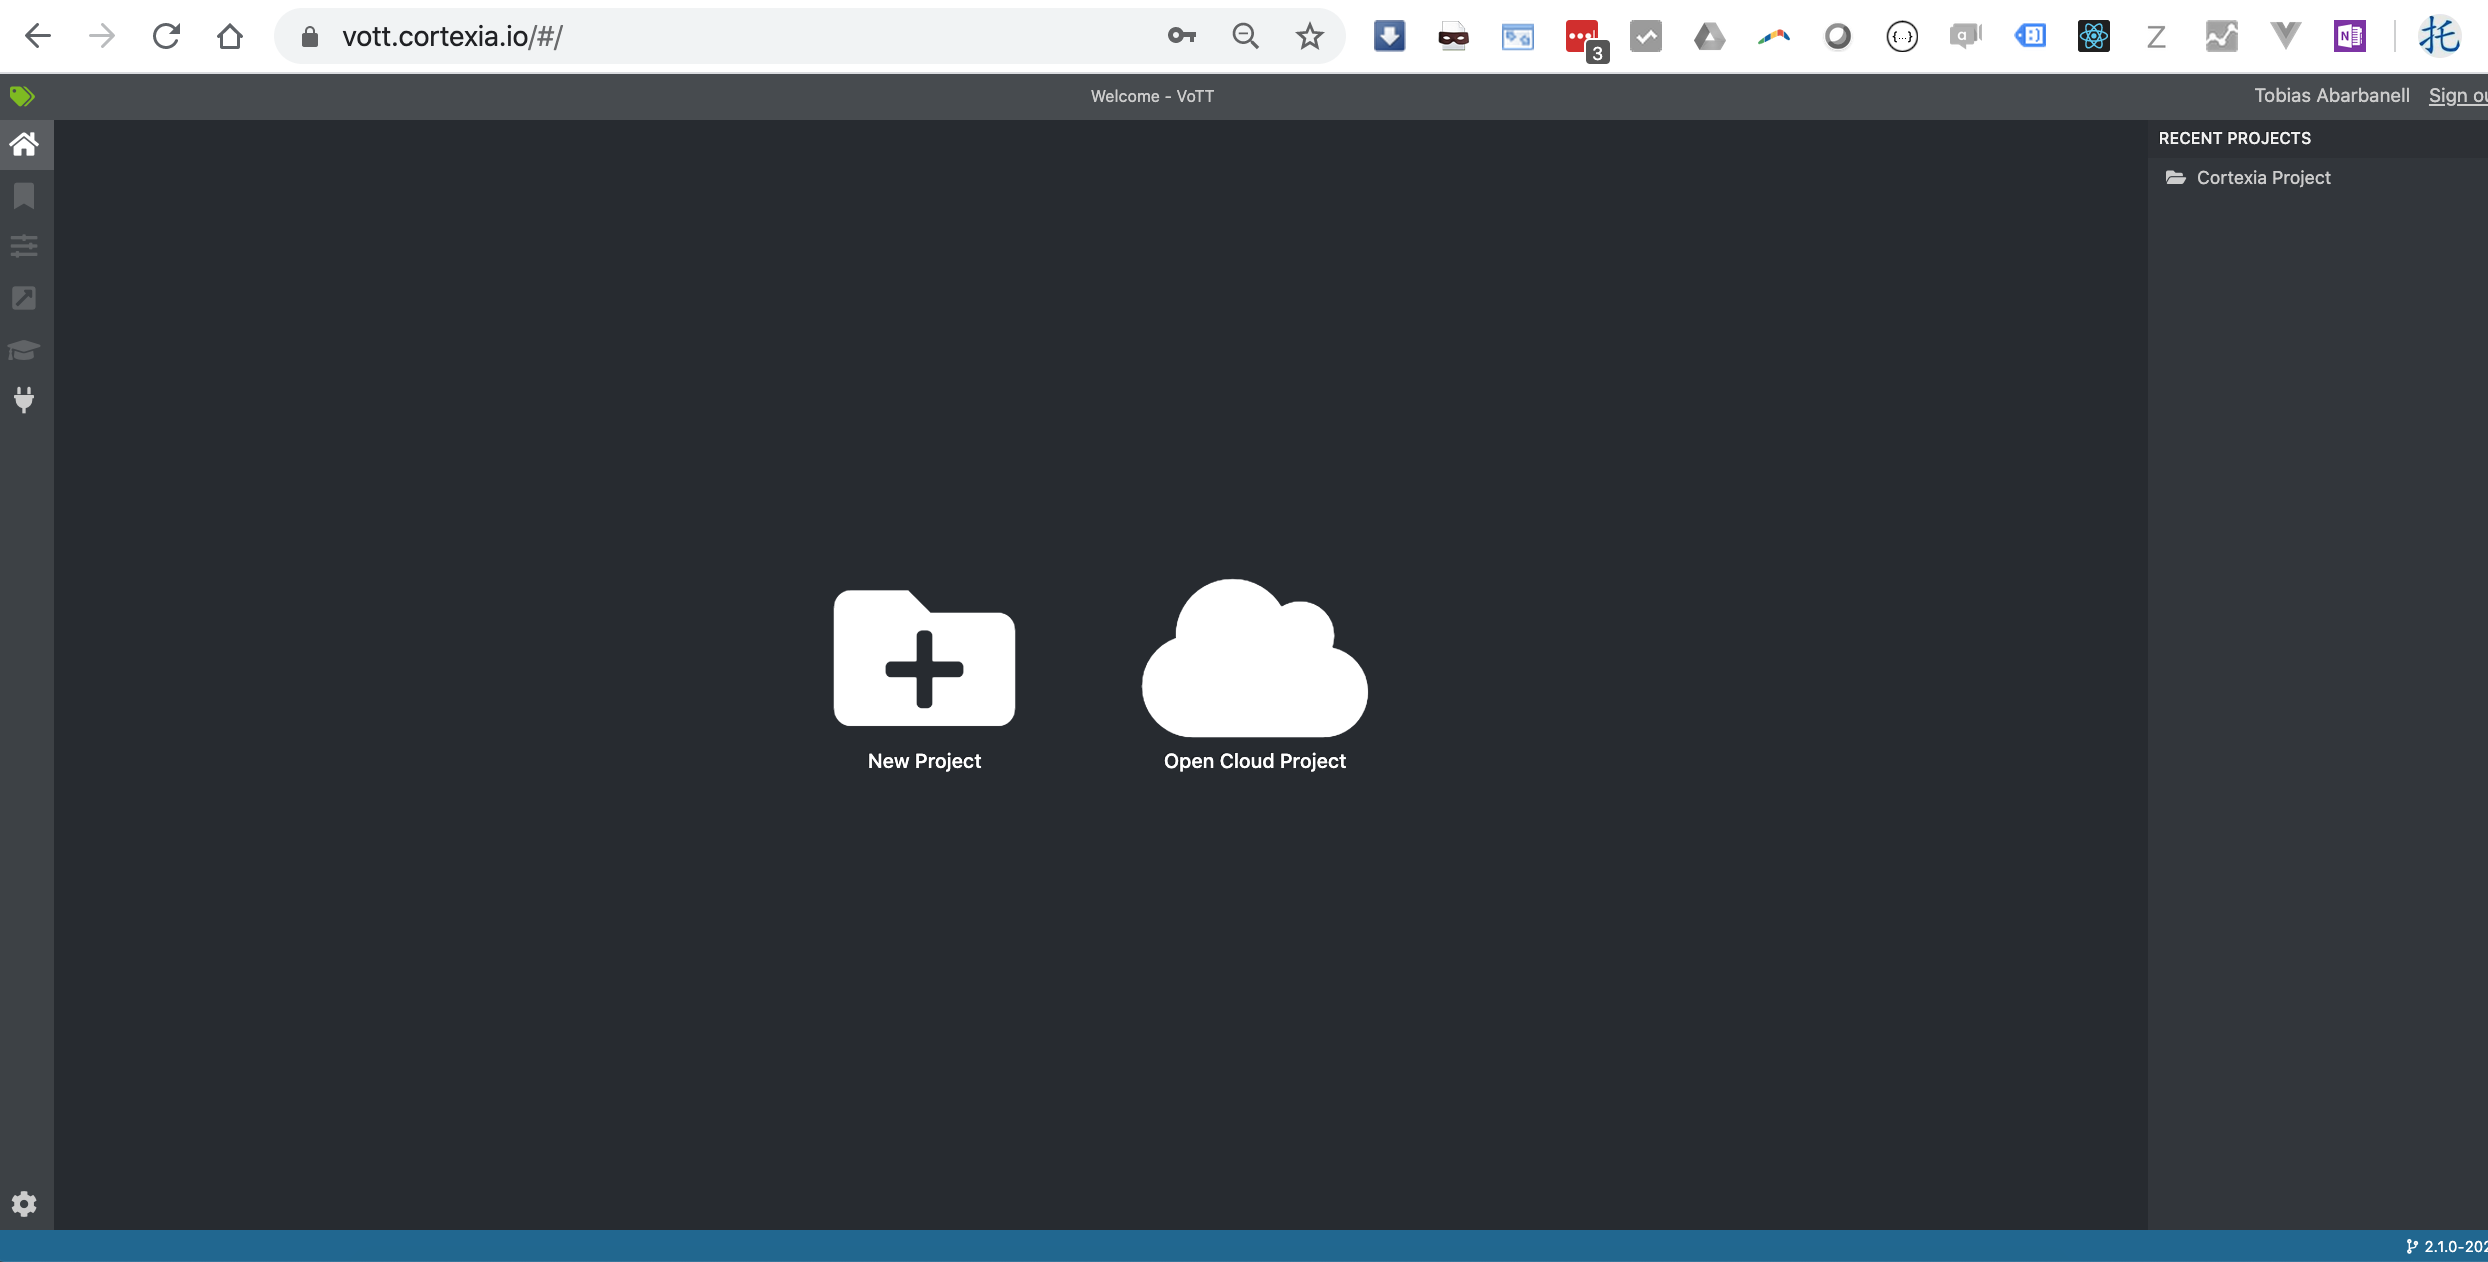 vott.cortexia.io/#/
3
Welcome - VoTT
Tobias Abarbanell Sign ou
RECENT PROJECTS
Cortexia Project
New Project
Open Cloud Project
2.1.0-202